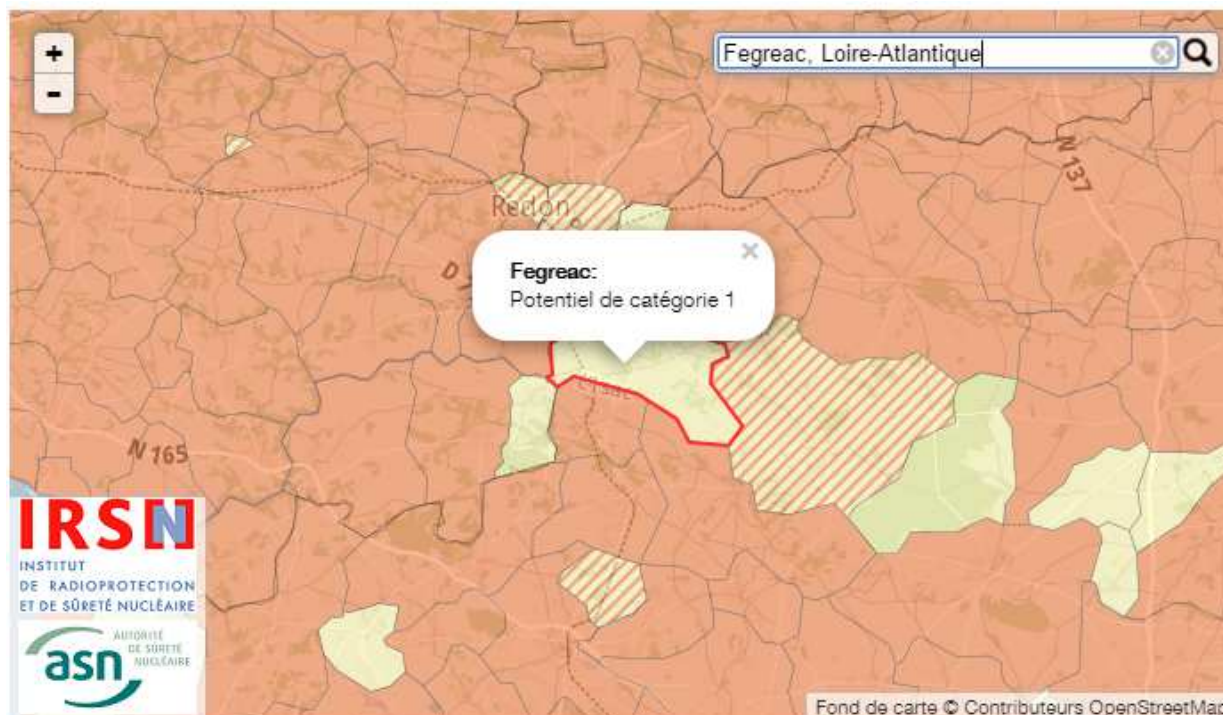 +
-
Fegreac, Loire-Atlantique
N 137
Redon
Fegreac:
Potentiel de catégorie 1
N 165
IRSN
INSTITUT
DE RADIOPROTECTION
ET DE SÛRETÉ NUCLÉAIRE
AUTORITÉ
DE SÛRETÉ
NUCLÉAIRE
asn
Fond de carte © Contributeurs OpenStreetMap